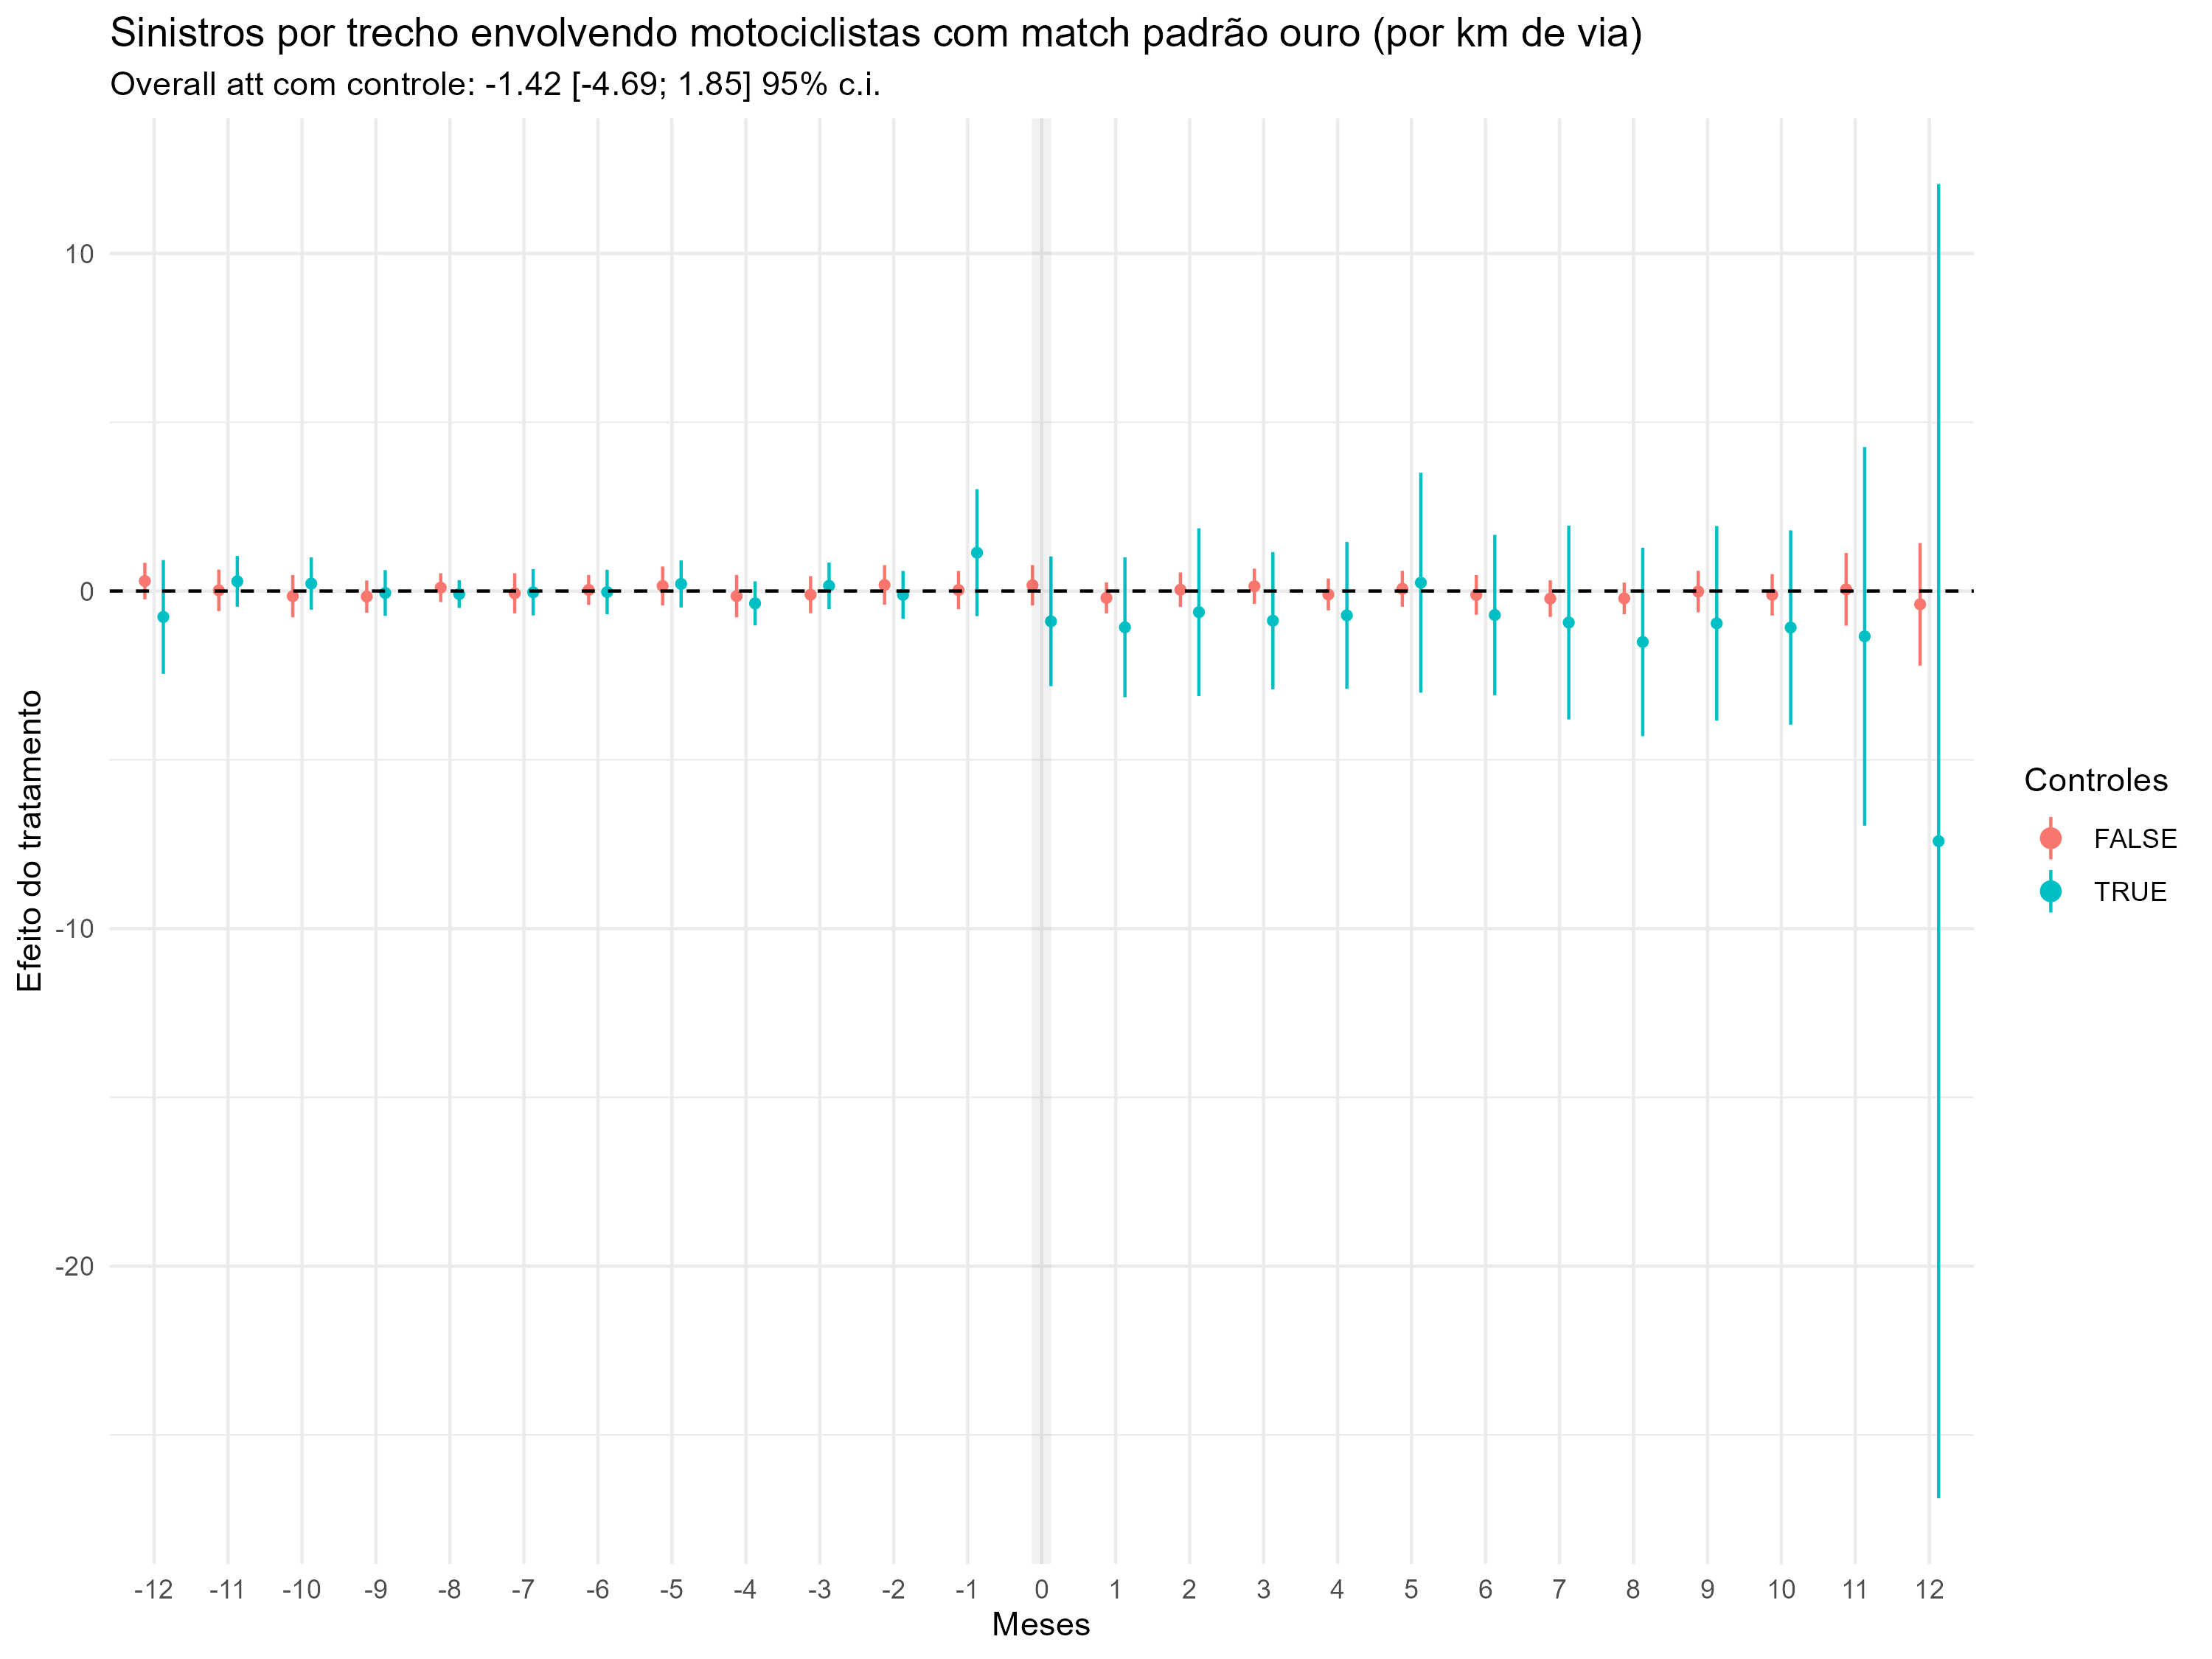 Sinistros por trecho envolvendo motociclistas com match padrão ouro (por km de via)
Overall att com controle: -1.42 [-4.69; 1.85] 95% c.i.
Efeito do tratamento
10
0
-10
-20
-12 -11 -10 -9 -8 -7 -6 -5 -4 -3 -2 -1 0 1 2 3 4 5 6 7 8 9 10 11 12
Meses
Controles
FALSE
TRUE